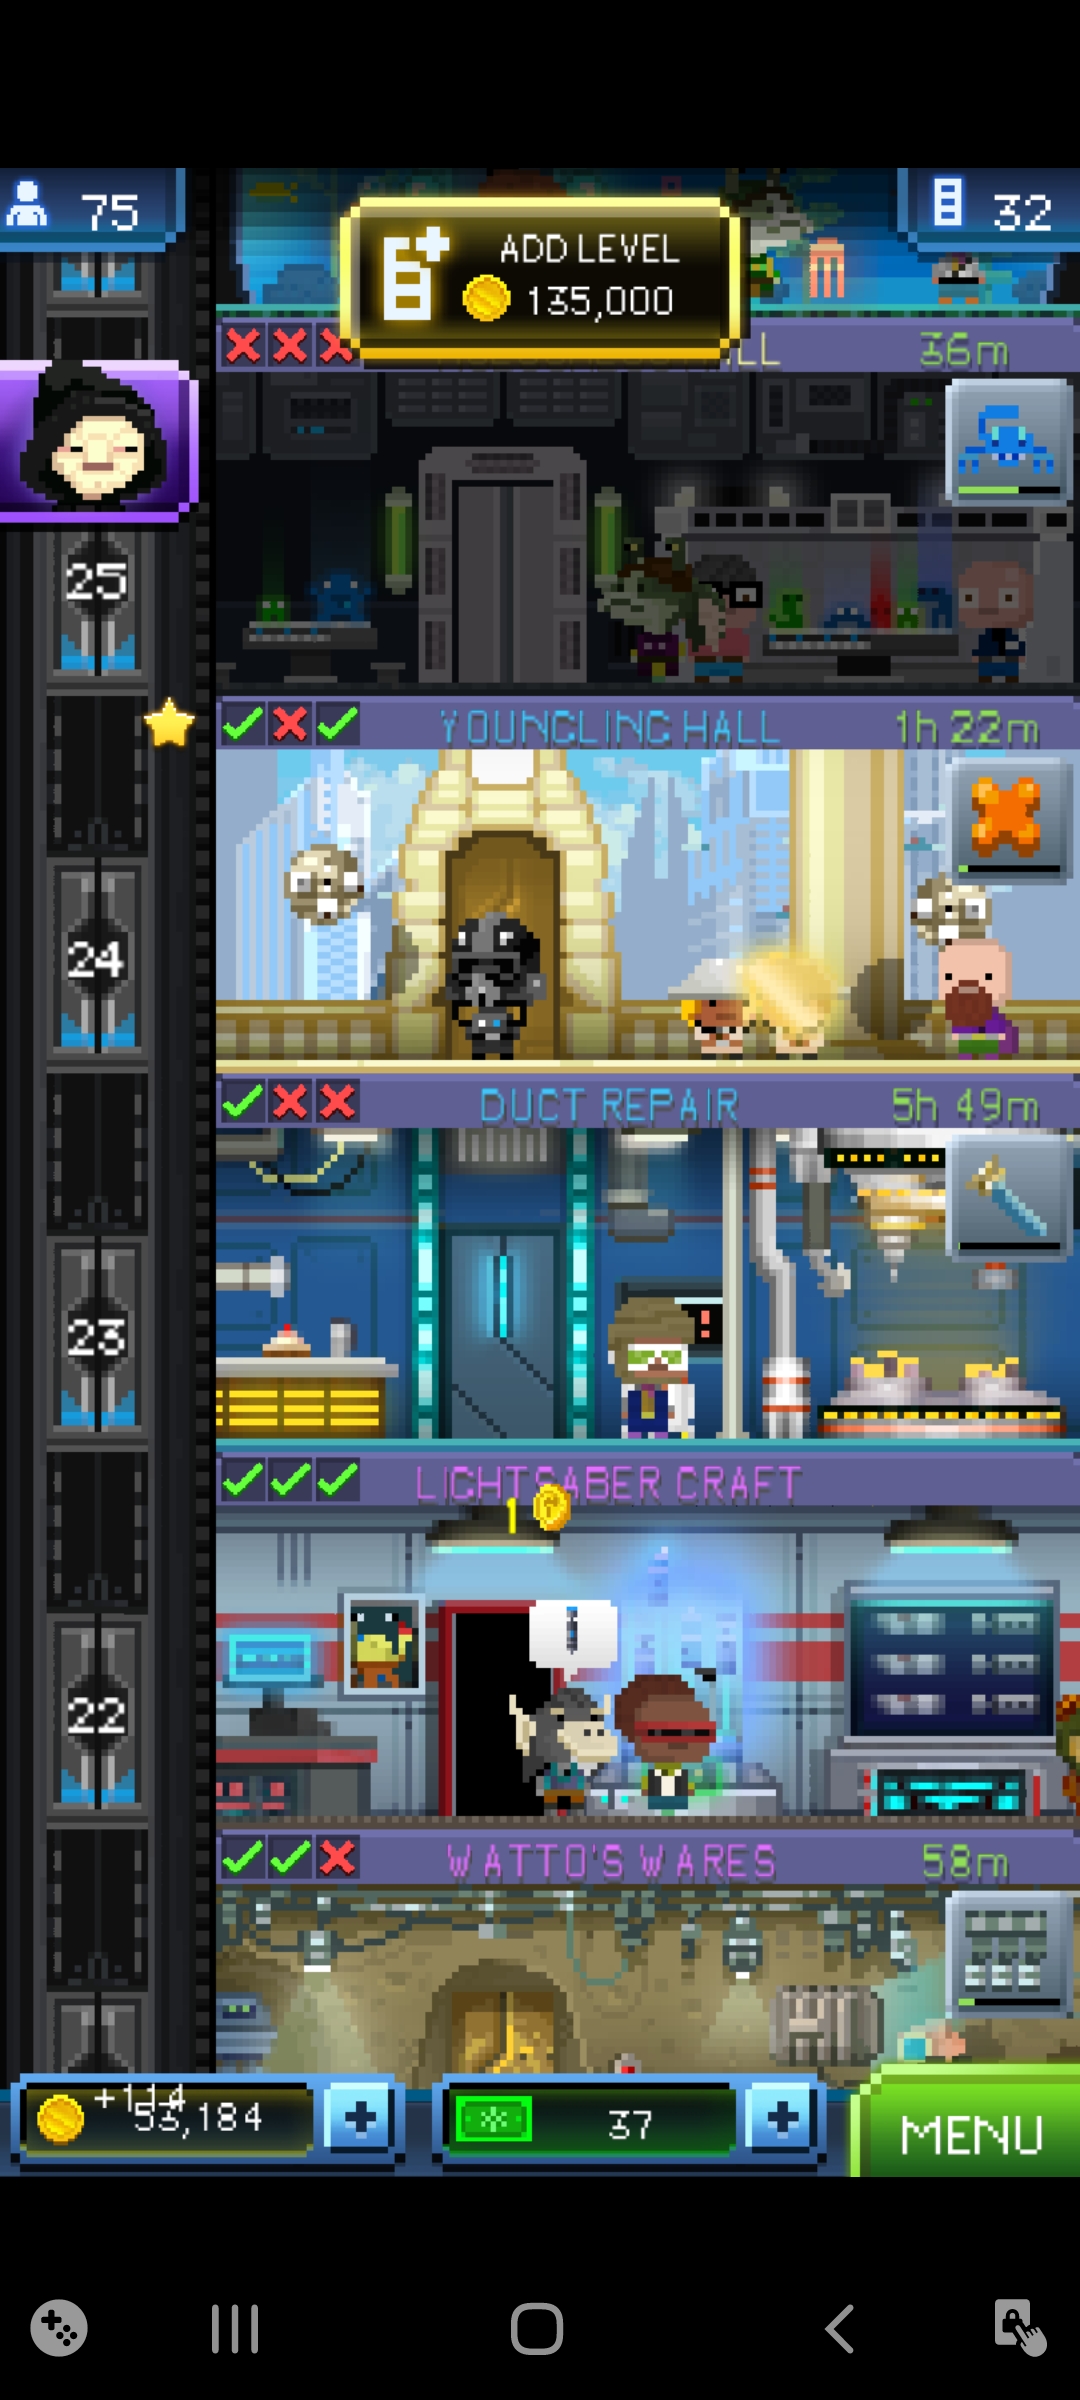 75
ADD LEVEL
135,000
32
LL
36m
25
YOUNGLING HALL
1h 22m
24
DUCT REPAIR
5h 49m
23
LIGHTSABER CRAFT
1
22
WATTO'S WARES
58m
+114
53,184
37
MENU